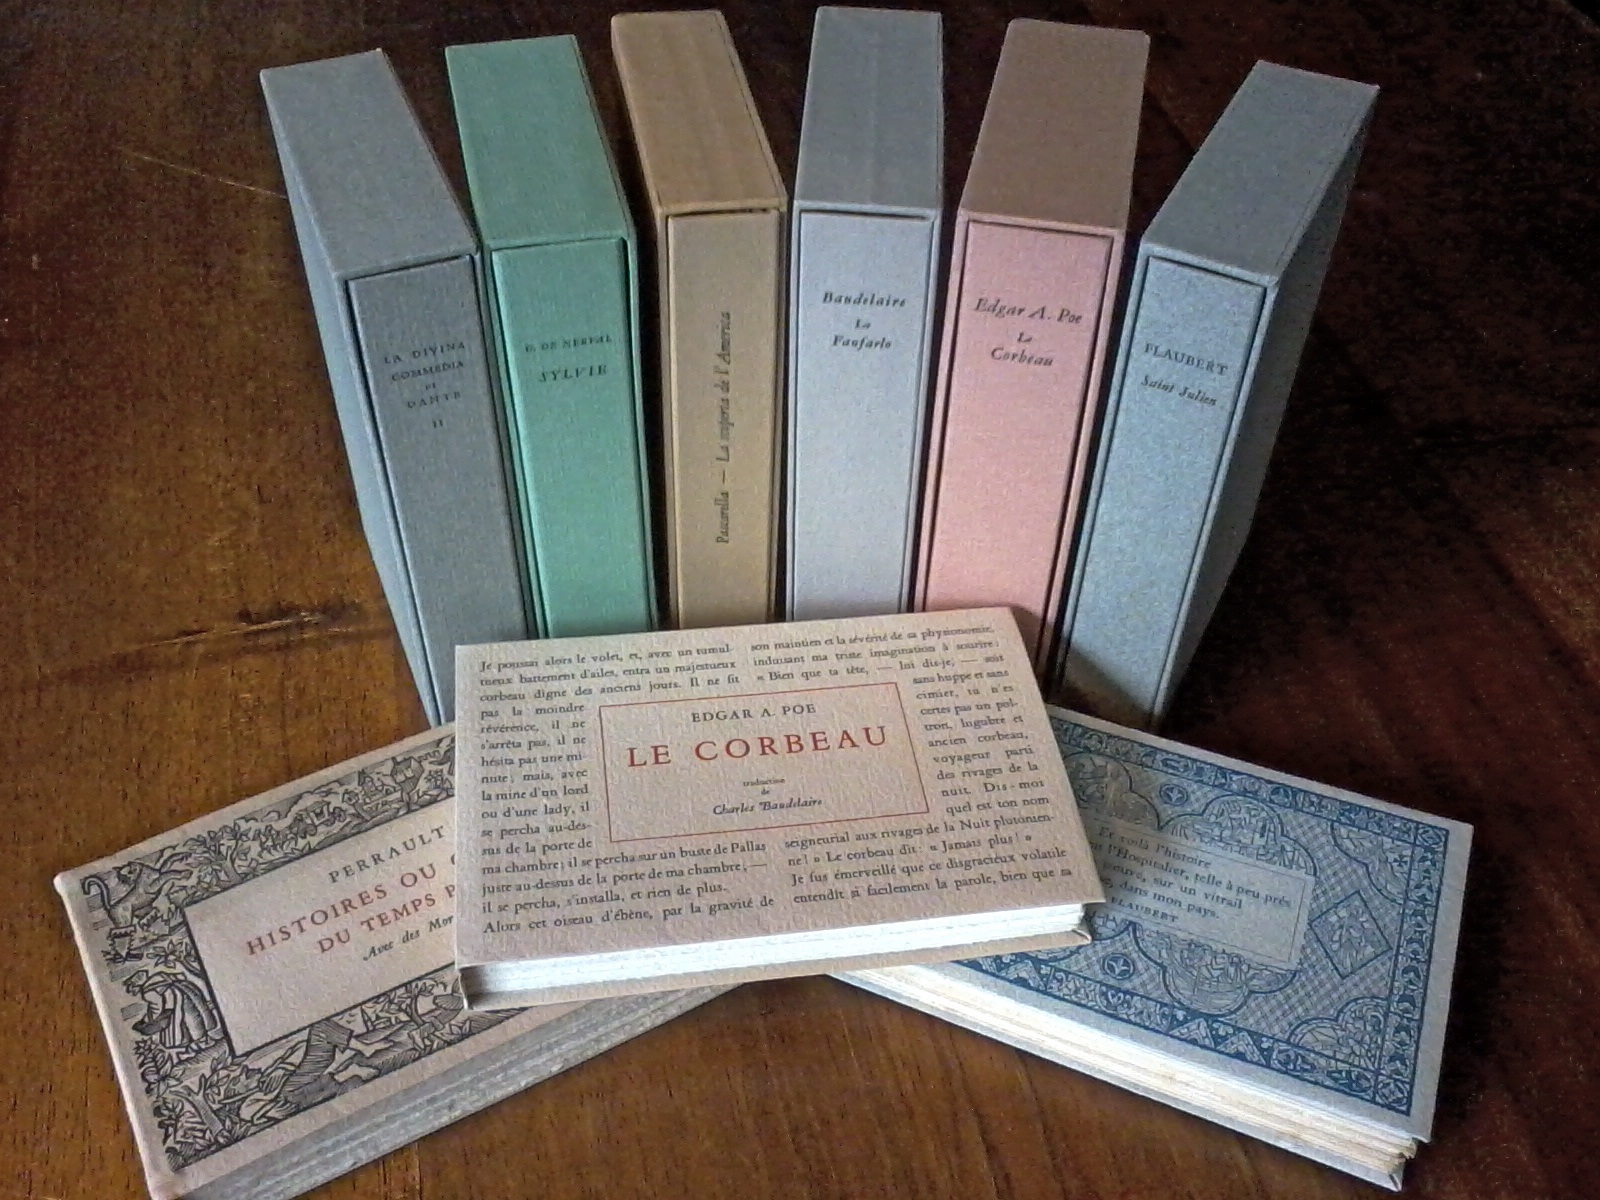 LA DIVINA
COMMEDIA
DI
DANTE
II
G. DE NERVAL
SYLVIE
Pascarella — La scoperta de l'America
Baudelaire
La
Fanfarlo
Edgar A. Poe
Le
Corbeau
FLAUBERT
Saint Julien
Je poussai alors le volet, et, avec un tumul-
tueux battement d'ailes, entra un majestueux
corbeau digne des anciens jours. Il ne fit
pas la moindre
révérence, il ne
s'arrêta pas, il ne
hésita pas une mi-
nute; mais, avec
la mine d'un lord
ou d'une lady, il
se percha au-des-
sus de la porte de
ma chambre; il se percha sur un buste de Pallas
juste au-dessus de la porte de ma chambre; —
il se percha, s'installa, et rien de plus.
Alors cet oiseau d'ébène, par la gravité de
son maintien et la sévérité de sa physionomie,
induisant ma triste imagination à sourire:
« Bien que ta tête, — lui dis-je, — soit
sans huppe et sans
cimier, tu n'es
certes pas un pol-
tron, lugubre et
ancien corbeau,
voyageur parti
des rivages de la
nuit. Dis-moi
quel est ton nom
seigneurial aux rivages de la Nuit plutonien-
ne! » Le corbeau dit: « Jamais plus! »
Je fus émerveillé que ce disgracieux volatile
entendît si facilement la parole, bien que sa
EDGAR A. POE
LE CORBEAU
traduction
de
Charles Baudelaire
PERRAULT
HISTOIRES OU
DU TEMPS
Avec des Mor
Et voilà l'histoire
l'Hospitalier, telle à peu près
sur un vitrail
dans mon pays.
FLAUBERT